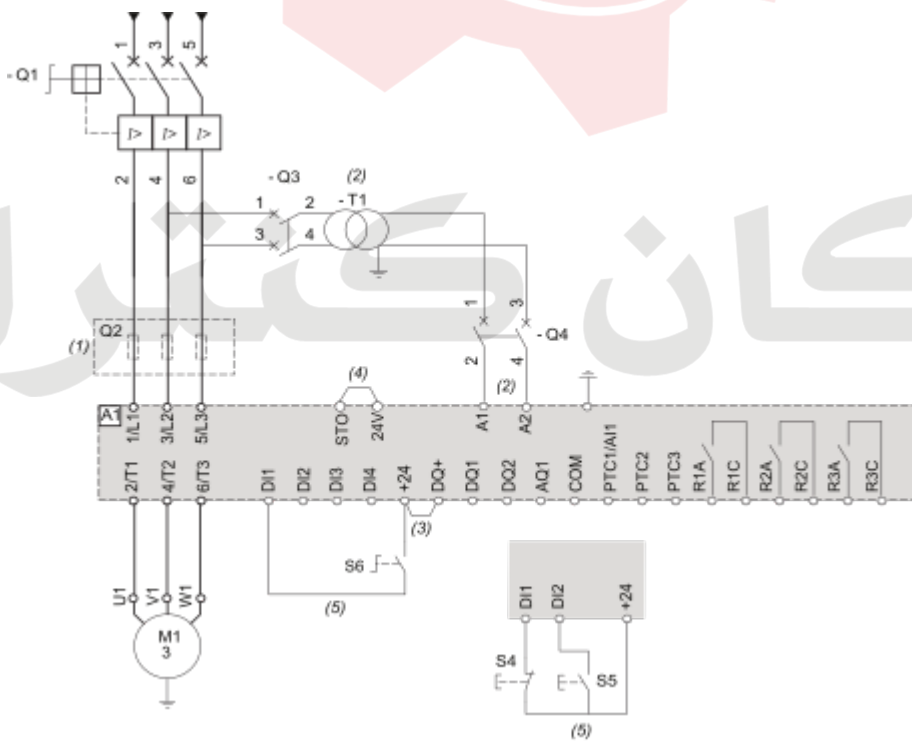 1 3 5
- Q1
I> I> I>
2 4 6
- Q3 (2)
1 2 - T1
3 4
Q2
(1)
1 3
- Q4
2 4
(2)
(4)
A1
1/L1 3/L2 5/L3 STO 24V A1 A2
2/T1 4/T2 6/T3 DI1 DI2 DI3 DI4 +24 DQ+ DQ1 DQ2 AQ1 COM PTC1/AI1 PTC2 PTC3 R1A R1C R2A R2C R3A R3C
(3)
S6
(5)
U1 V1 W1
M1
3
DI1 DI2 +24
S4
S5
(5)
کان کنترل